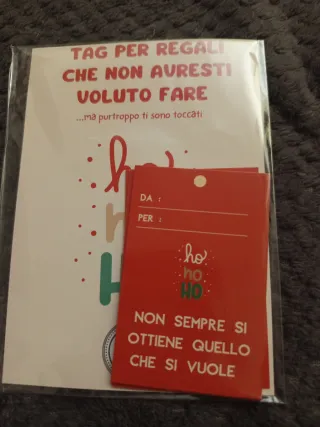 TAG PER REGALI
CHE NON AVRESTI
VOLUTO FARE
...ma purtroppo ti sono toccati
ho
DA :
PER :
ho
ho
HO
NON SEMPRE SI
OTTIENE QUELLO
CHE SI VUOLE